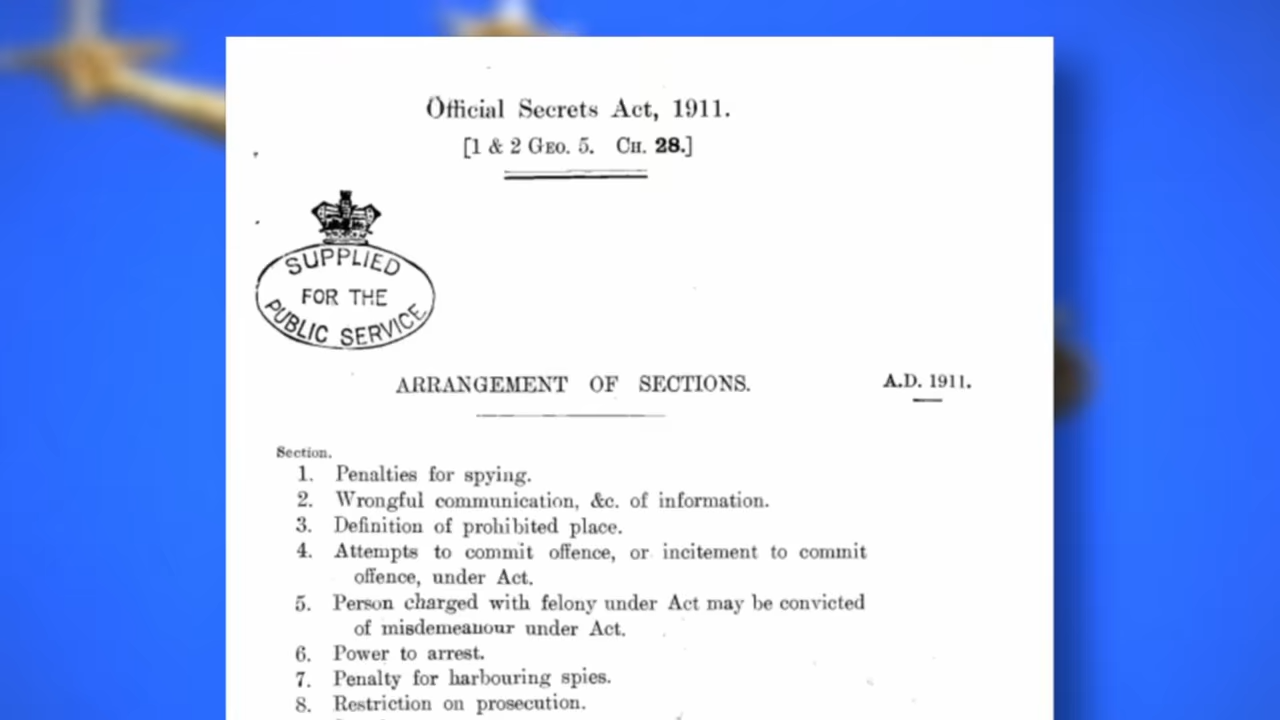 Official Secrets Act, 1911.
[1 & 2 GEO. 5. CH. 28.]
SUPPLIED
FOR THE
PUBLIC SERVICE
ARRANGEMENT OF SECTIONS.
A.D. 1911.
Section.
1. Penalties for spying.
2. Wrongful communication, &c. of information.
3. Definition of prohibited place.
4. Attempts to commit offence, or incitement to commit
offence, under Act.
5. Person charged with felony under Act may be convicted
of misdemeanour under Act.
6. Power to arrest.
7. Penalty for harbouring spies.
8. Restriction on prosecution.